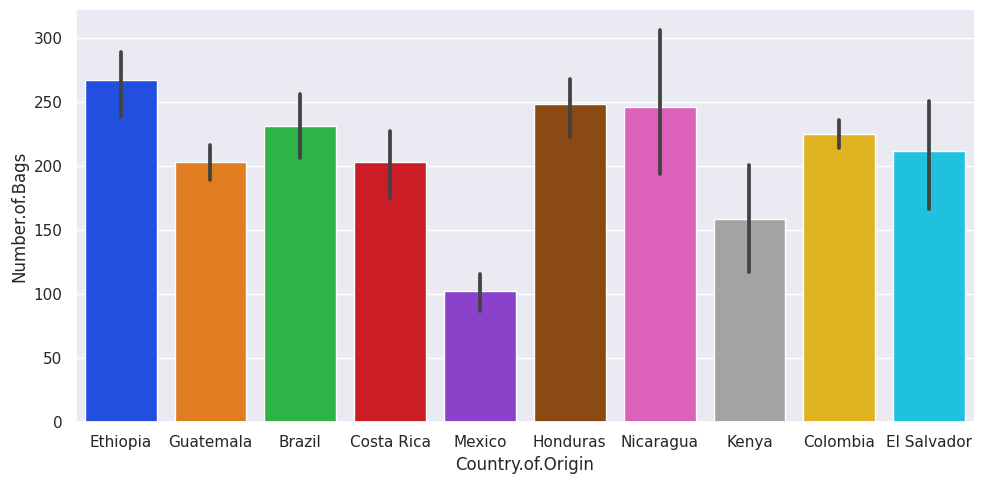 Number.of.Bags
300
250
200
150
100
50
0
Ethiopia Guatemala Brazil Costa Rica Mexico Honduras Nicaragua Kenya Colombia El Salvador
Country.of.Origin